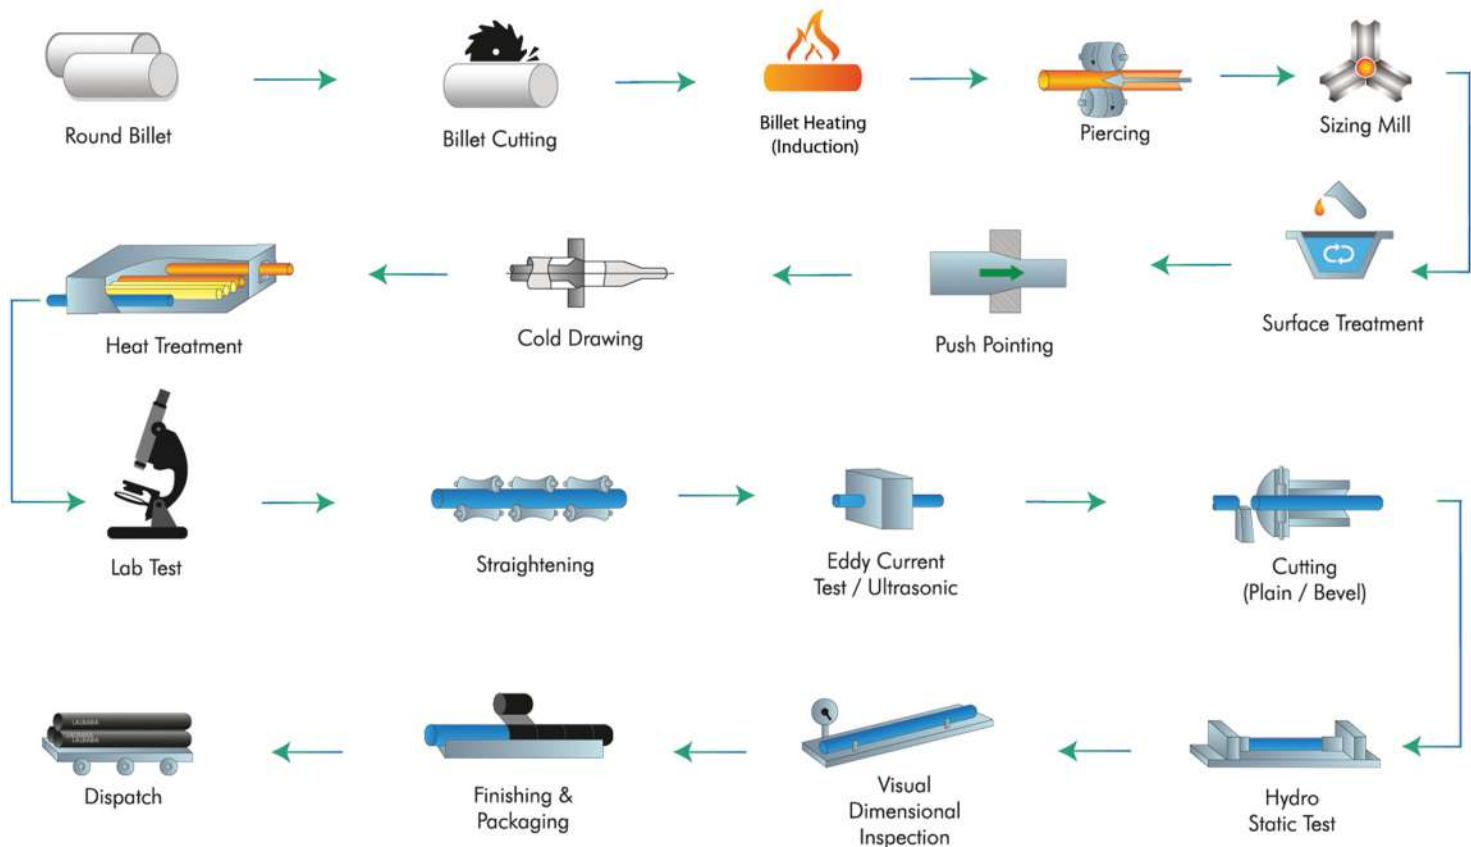 Round Billet
Billet Cutting
Billet Heating
(Induction)
Piercing
Sizing Mill
Surface Treatment
Push Pointing
Cold Drawing
Heat Treatment
Lab Test
Straightening
Eddy Current
Test / Ultrasonic
Cutting
(Plain / Bevel)
Hydro
Static Test
Visual
Dimensional
Inspection
Finishing &
Packaging
Dispatch